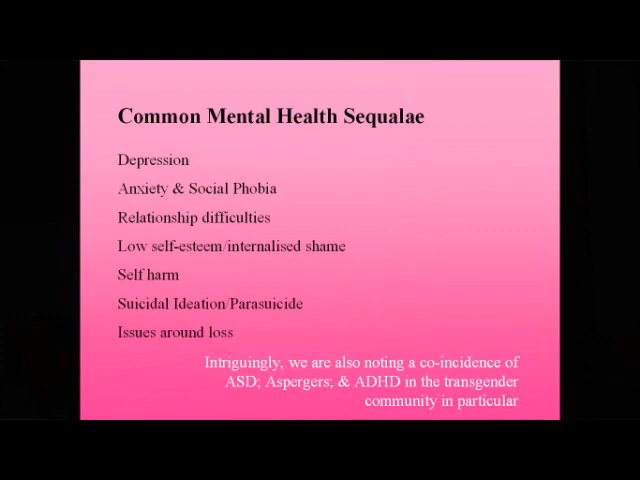 Common Mental Health Sequalae
Depression
Anxiety & Social Phobia
Relationship difficulties
Low self-esteem/internalised shame
Self harm
Suicidal Ideation/Parasuicide
Issues around loss
Intriguingly, we are also noting a co-incidence of
ASD; Aspergers; & ADHD in the transgender
community in particular